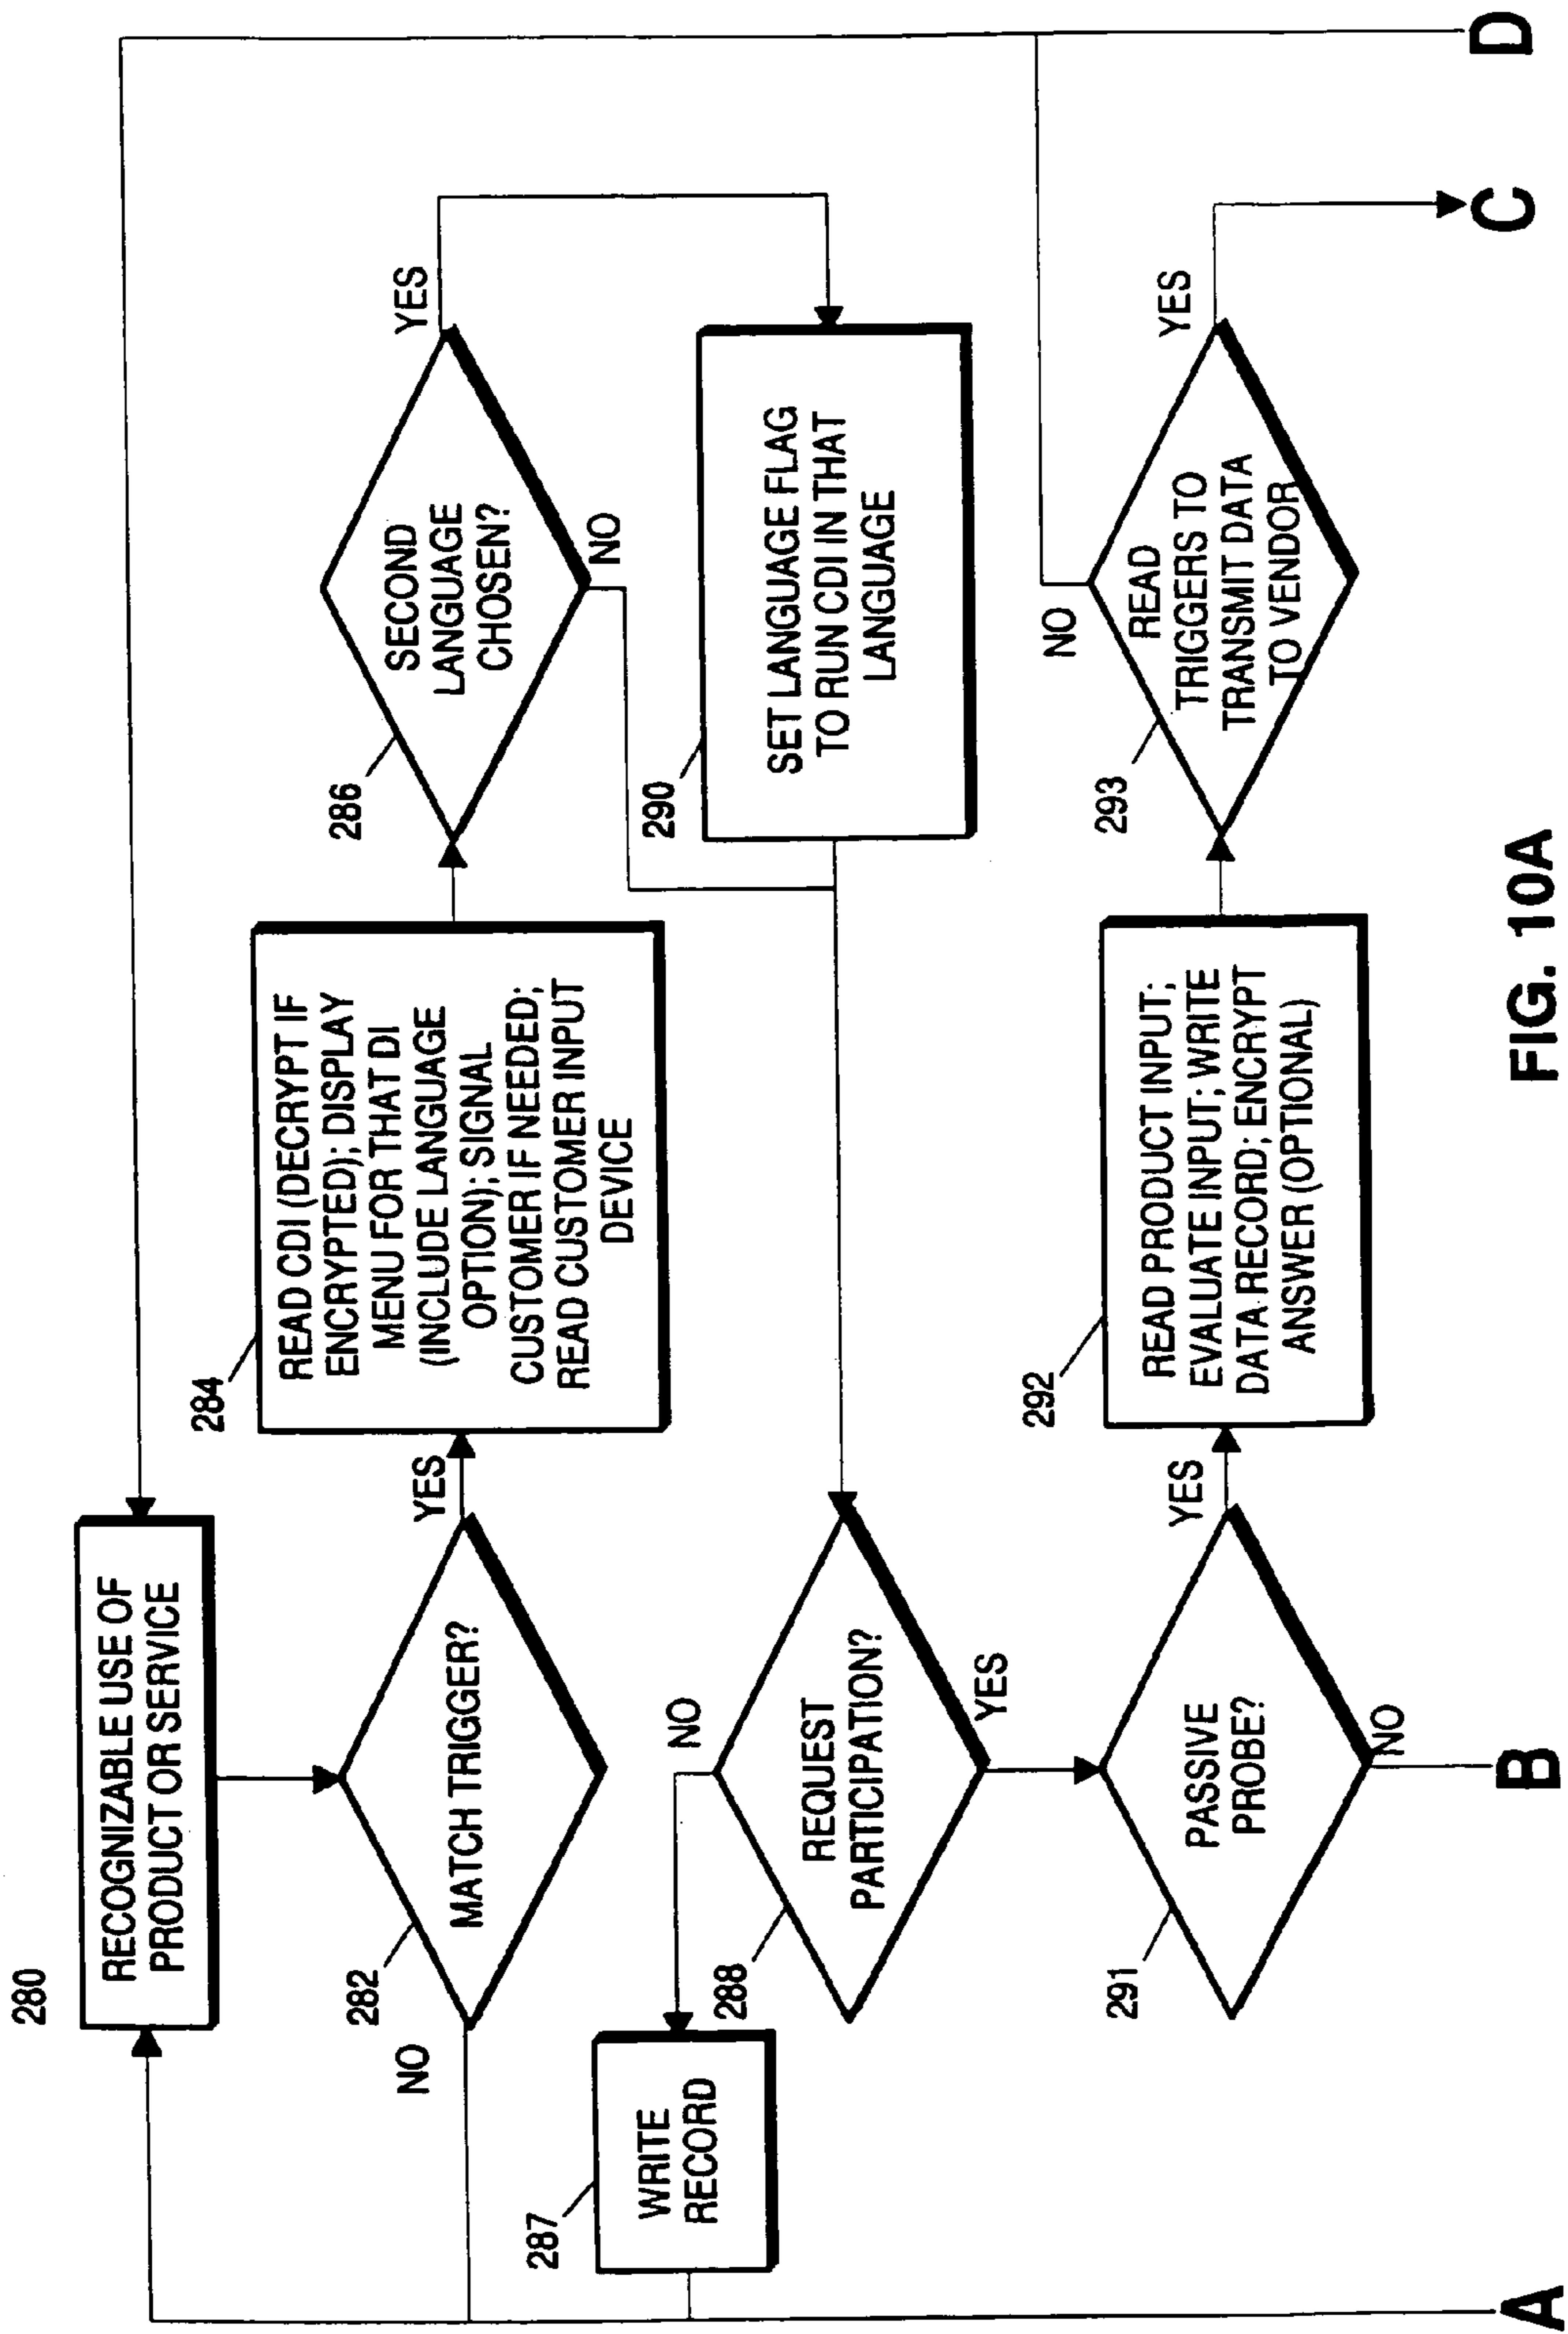 280
RECOGNIZABLE USE OF
PRODUCT OR SERVICE
282
MATCH TRIGGER?
NO
YES
284
READ CDI (DECRYPT IF
ENCRYPTED); DISPLAY
MENU FOR THAT DI
(INCLUDE LANGUAGE
OPTION); SIGNAL
CUSTOMER IF NEEDED;
READ CUSTOMER INPUT
DEVICE
286
SECOND
LANGUAGE
CHOSEN?
YES
NO
290
SET LANGUAGE FLAG
TO RUN CDI IN THAT
LANGUAGE
287
WRITE
RECORD
288
NO
REQUEST
PARTICIPATION?
YES
291
PASSIVE
PROBE?
YES
NO
292
READ PRODUCT INPUT;
EVALUATE INPUT; WRITE
DATA RECORD; ENCRYPT
ANSWER (OPTIONAL)
293
NO
READ
TRIGGERS TO
TRANSMIT DATA
TO VENDOR
YES
A
B
C
D
FIG. 10A